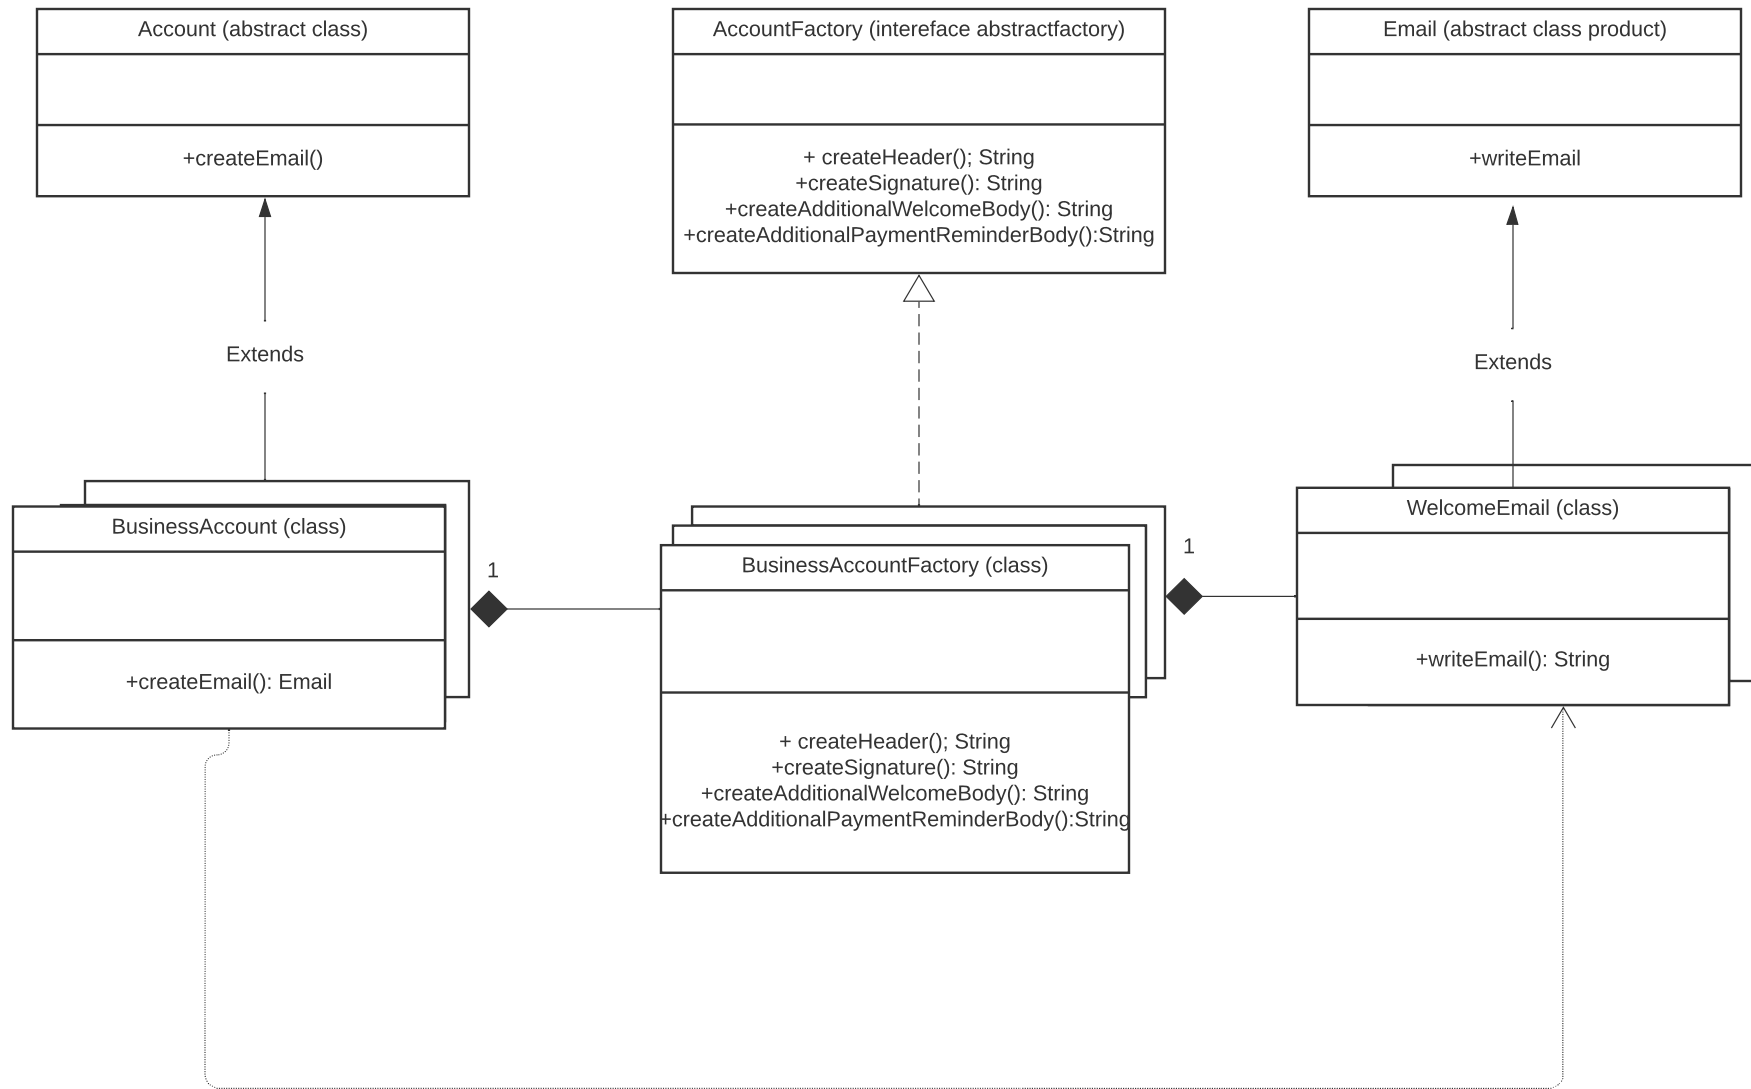 Account (abstract class)
+createEmail()
AccountFactory (intereface abstractfactory)
+ createHeader(); String
+createSignature(): String
+createAdditionalWelcomeBody(): String
+createAdditionalPaymentReminderBody():String
Email (abstract class product)
+writeEmail
Extends
Extends
BusinessAccount (class)
+createEmail(): Email
1
BusinessAccountFactory (class)
+ createHeader(); String
+createSignature(): String
+createAdditionalWelcomeBody(): String
+createAdditionalPaymentReminderBody():String
1
WelcomeEmail (class)
+writeEmail(): String